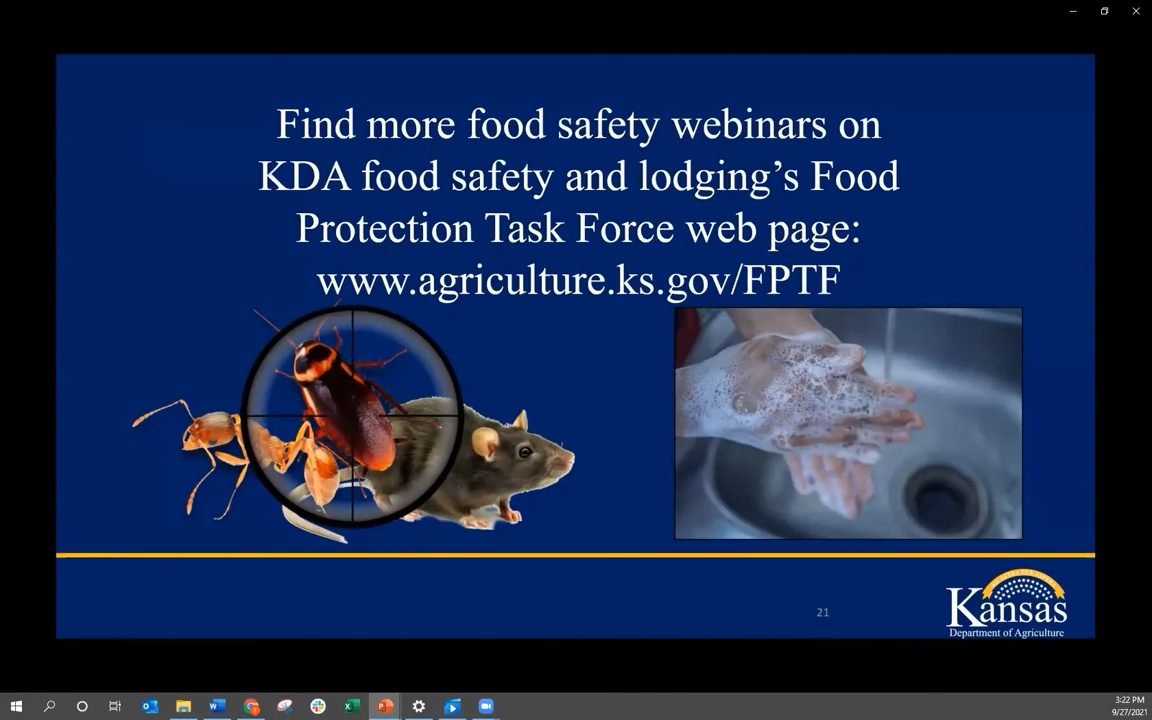 Find more food safety webinars on
KDA food safety and lodging’s Food
Protection Task Force web page:
www.agriculture.ks.gov/FPTF
21
Kansas
Department of Agriculture
3:22 PM
9/27/2021